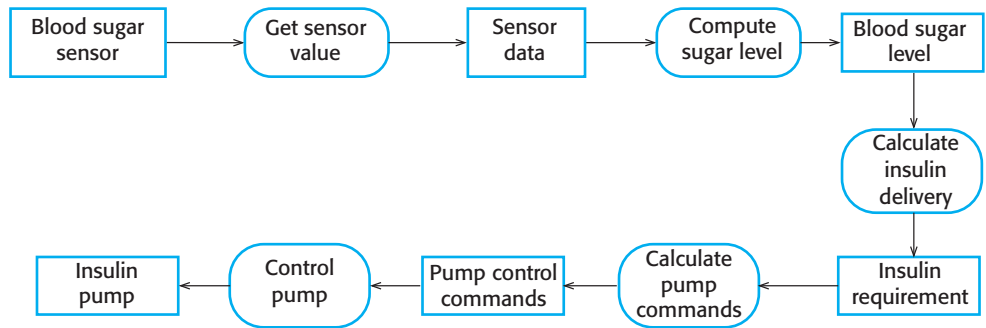 Blood sugar
sensor
Get sensor
value
Sensor
data
Compute
sugar level
Blood sugar
level
Calculate
insulin
delivery
Insulin
requirement
Calculate
pump
commands
Pump control
commands
Control
pump
Insulin
pump